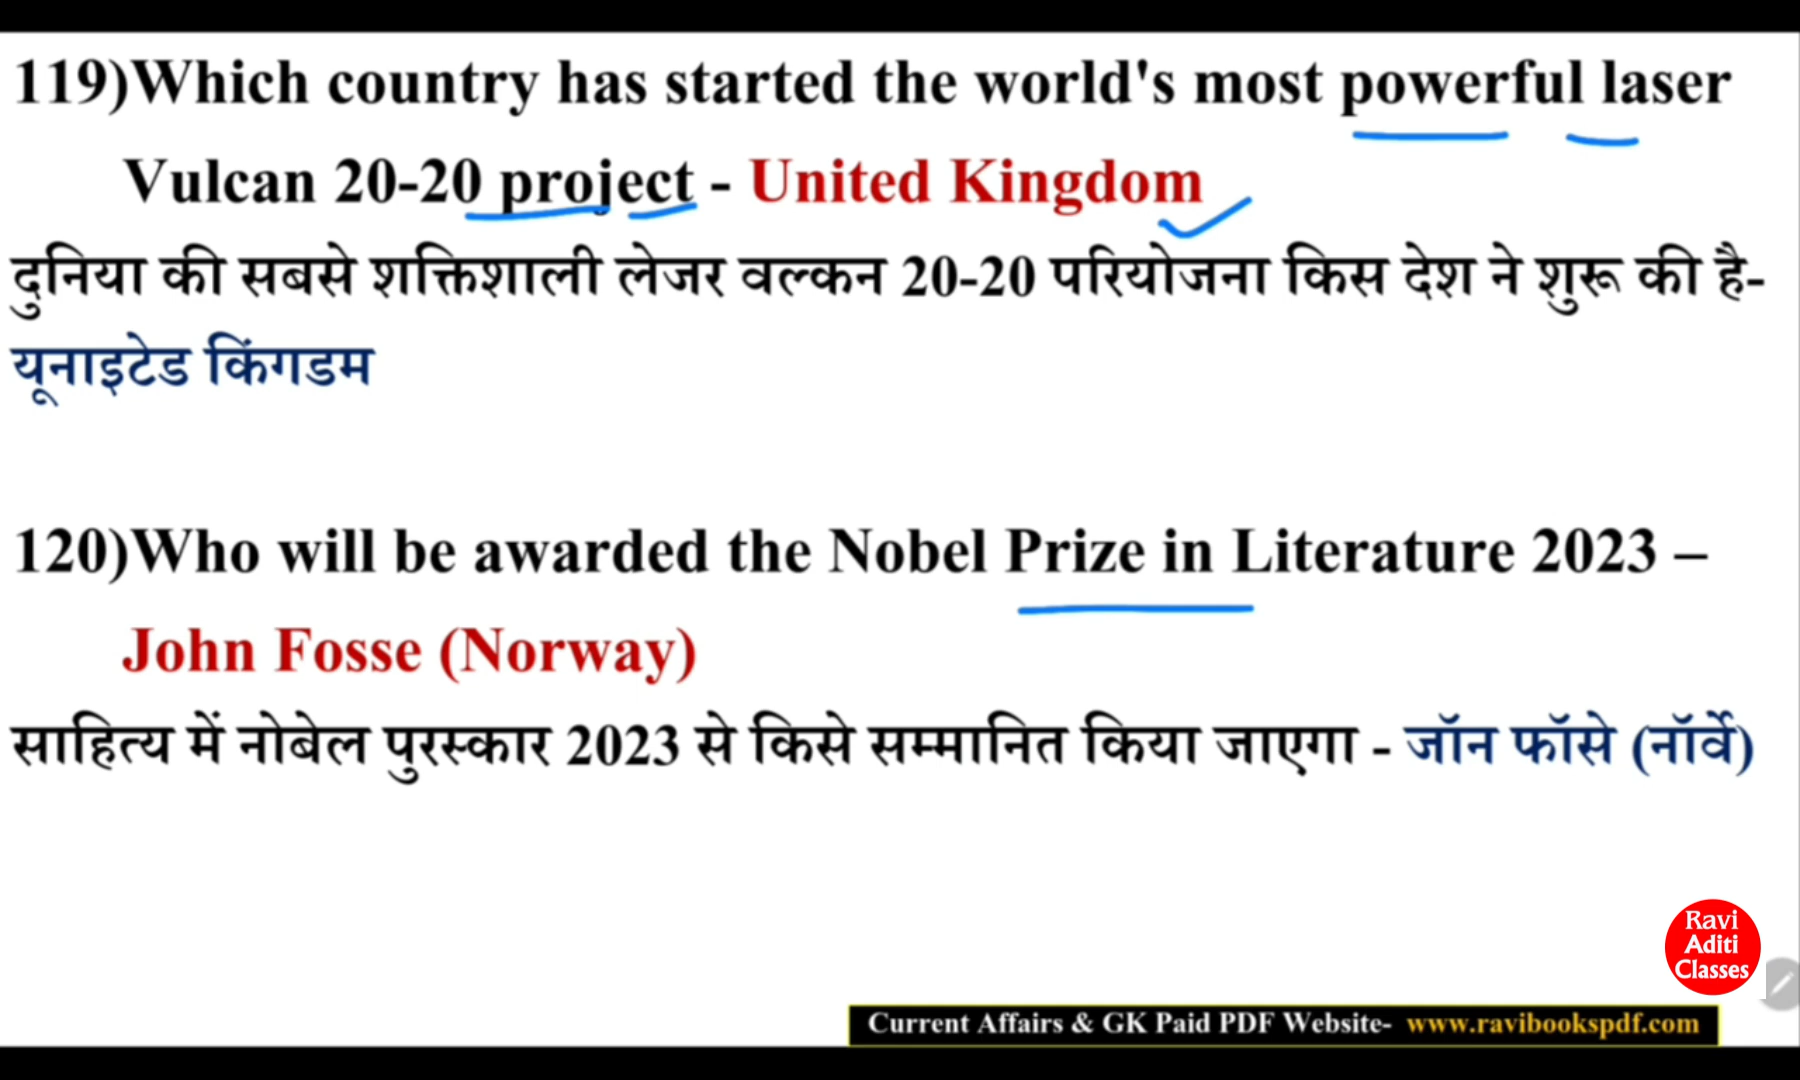 119)Which country has started the world's most powerful laser
Vulcan 20-20 project - United Kingdom
दुनिया की सबसे शक्तिशाली लेजर वल्कन 20-20 परियोजना किस देश ने शुरू की है-
यूनाइटेड किंगडम
120)Who will be awarded the Nobel Prize in Literature 2023 –
John Fosse (Norway)
साहित्य में नोबेल पुरस्कार 2023 से किसे सम्मानित किया जाएगा - जॉन फॉसे (नॉर्वे)
Ravi
Aditi
Classes
Current Affairs & GK Paid PDF Website- www.ravibookspdf.com